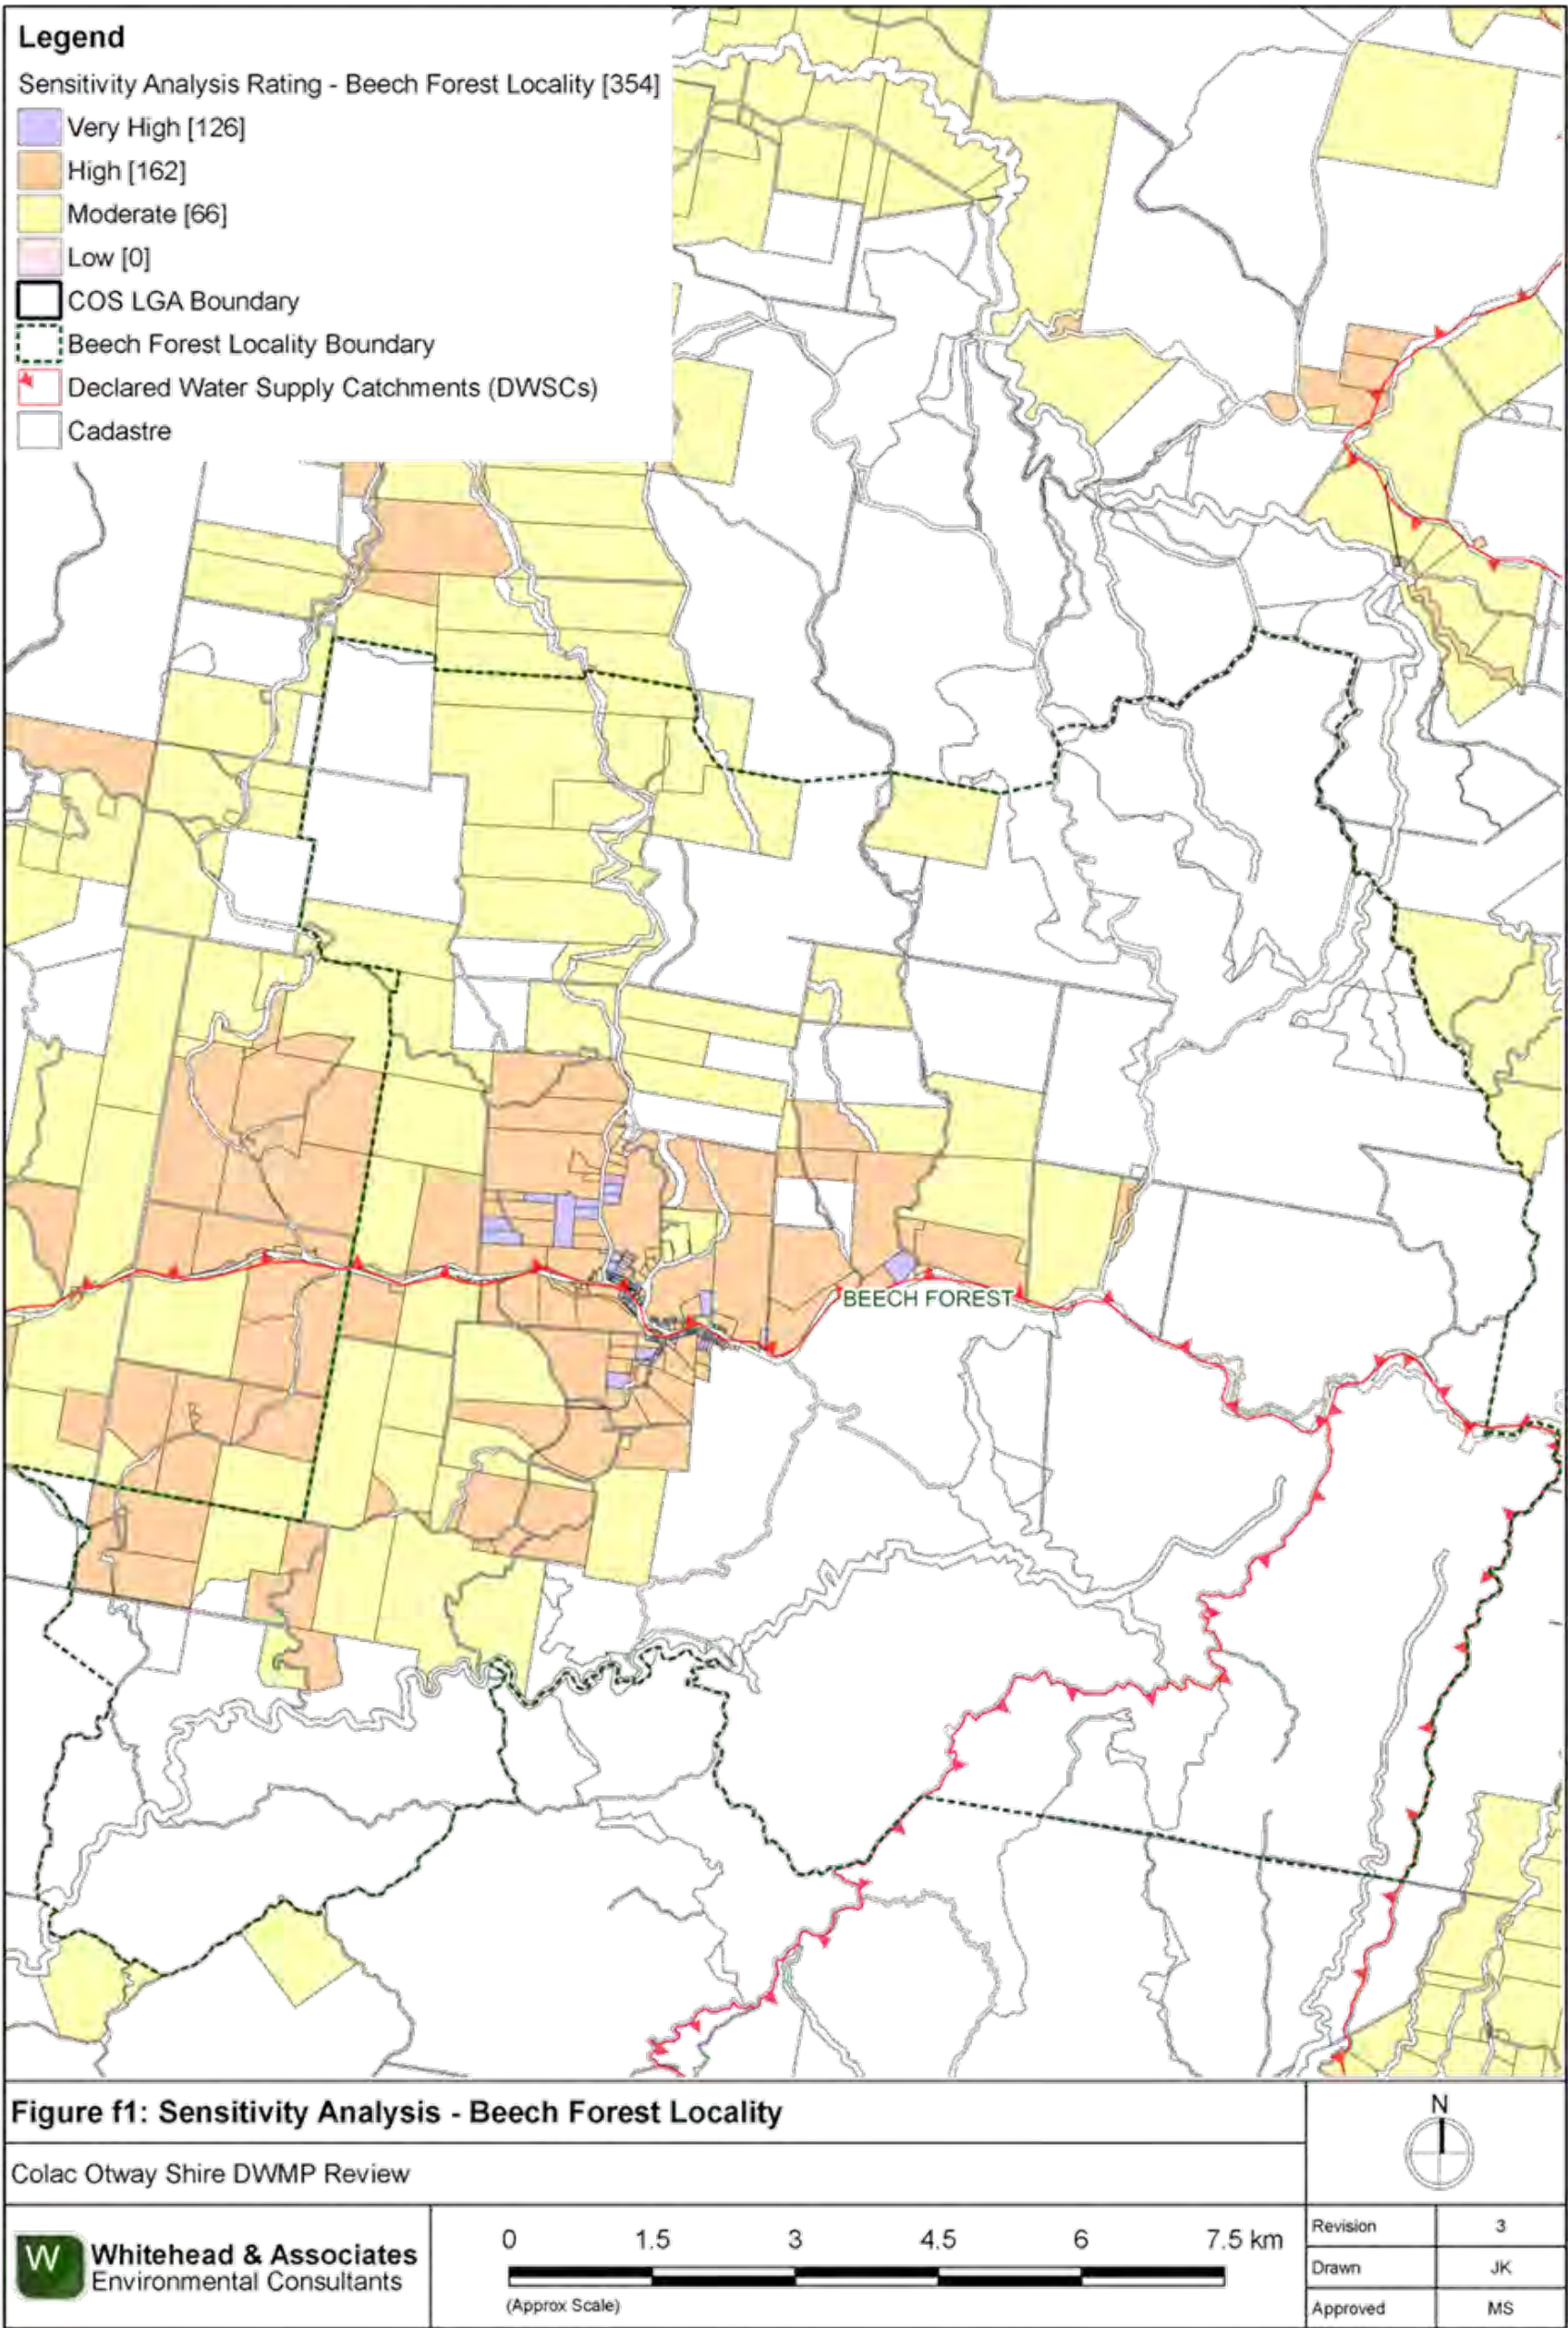 Legend
Sensitivity Analysis Rating - Beech Forest Locality [354]
Very High [126]
High [162]
Moderate [66]
Low [0]
COS LGA Boundary
Beech Forest Locality Boundary
Declared Water Supply Catchments (DWSCs)
Cadastre
BEECH FOREST
Figure f1: Sensitivity Analysis - Beech Forest Locality
Colac Otway Shire DWMP Review
N
W
Whitehead & Associates
Environmental Consultants
0 1.5 3 4.5 6 7.5 km
(Approx Scale)
Revision 3
Drawn JK
Approved MS